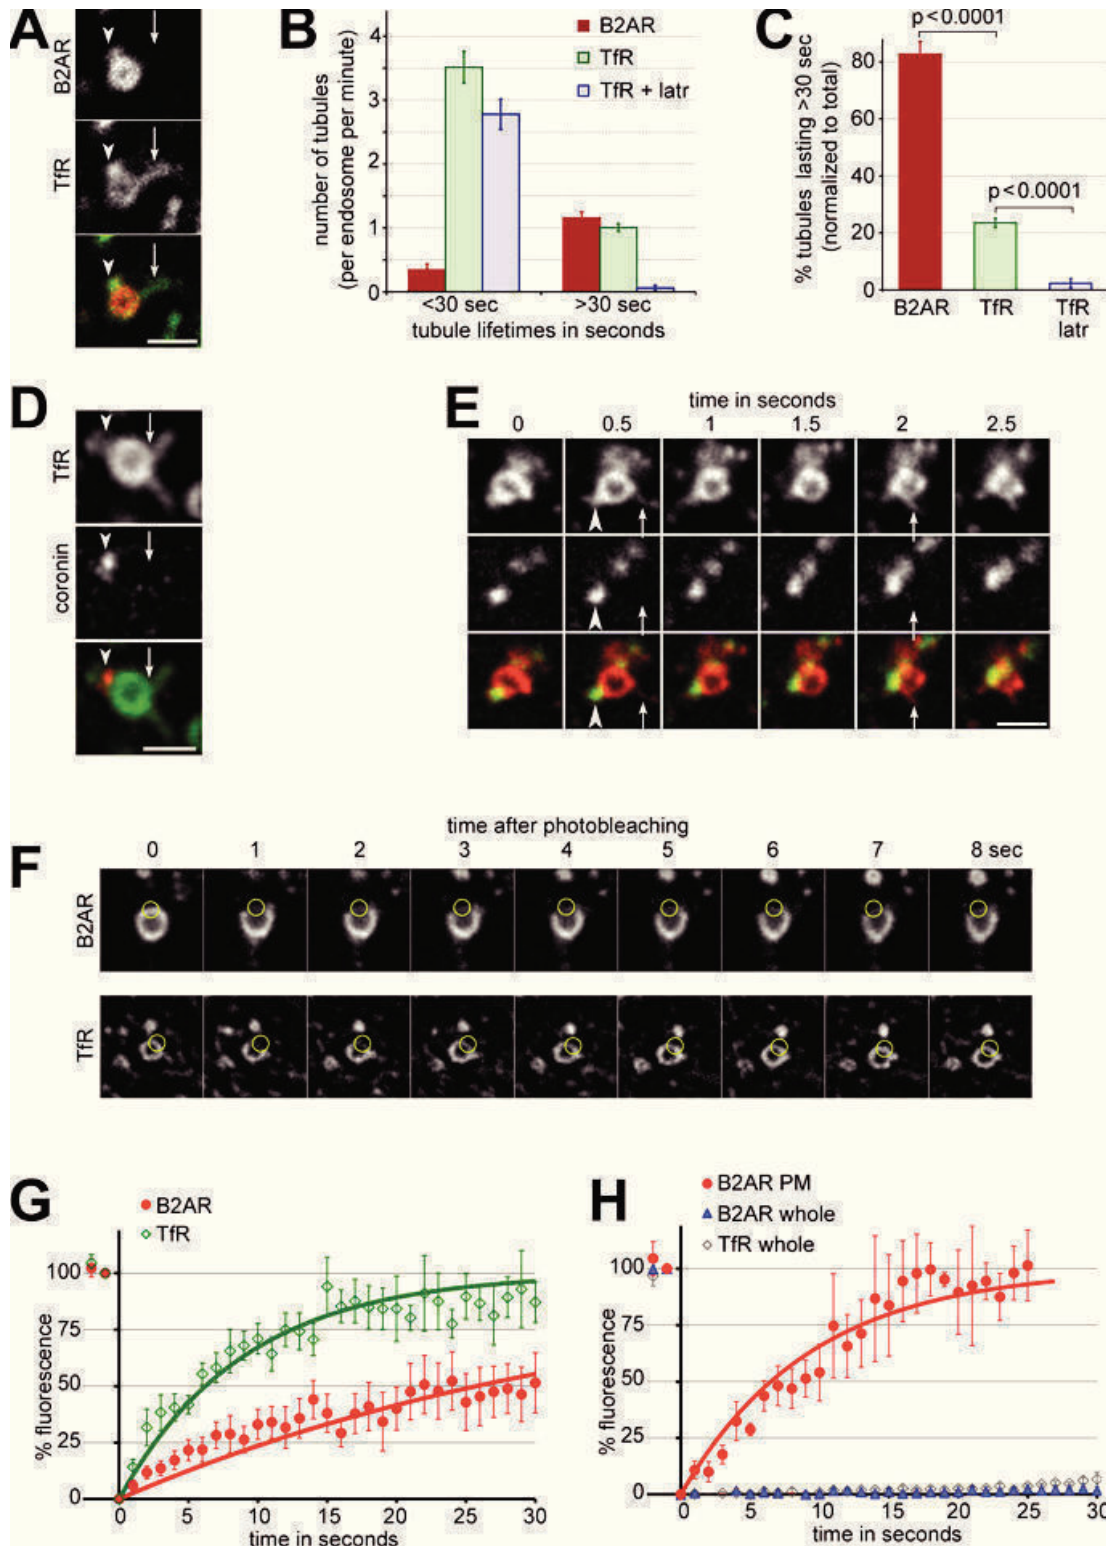 A
B2AR
TfR
B
number of tubules
(per endosome per minute)
4
3
2
1
0
B2AR
TfR
TfR + latr
<30 sec
>30 sec
tubule lifetimes in seconds
C
% tubules lasting >30 sec
(normalized to total)
p<0.0001
p<0.0001
80
60
40
20
0
B2AR
TfR
TfR
latr
D
TfR
coronin
E
time in seconds
0
0.5
1
1.5
2
2.5
F
time after photobleaching
0
1
2
3
4
5
6
7
8 sec
B2AR
TfR
G
B2AR
TfR
% fluorescence
100
75
50
25
0
0
5
10
15
20
25
30
time in seconds
H
B2AR PM
B2AR whole
TfR whole
% fluorescence
100
75
50
25
0
0
5
10
15
20
25
30
time in seconds